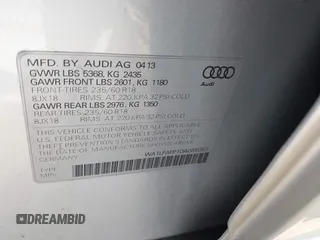 MFD. BY AUDI AG 04 13
GVWR LBS 5368, KG 2435
GAWR FRONT LBS 2601, KG 1180
FRONT-TIRES 235/60 R18
8JX18 RIMS, AT 220 KPA/32 PSI COLD
GAWR REAR LBS 2976, KG 1350
REAR-TIRES 235/60 R18
8JX18 RIMS, AT 220 KPA/32 PSI COLD
THIS VEHICLE CONFORMS TO ALL
APPLICABLE U.S. FEDERAL MOTOR
VEHICLE SAFETY AND THEFT
PREVENTION STANDARDS IN
EFFECT ON THE DATE OF
MANUFACTURE SHOWN ABOVE
Audi
DREAMBID